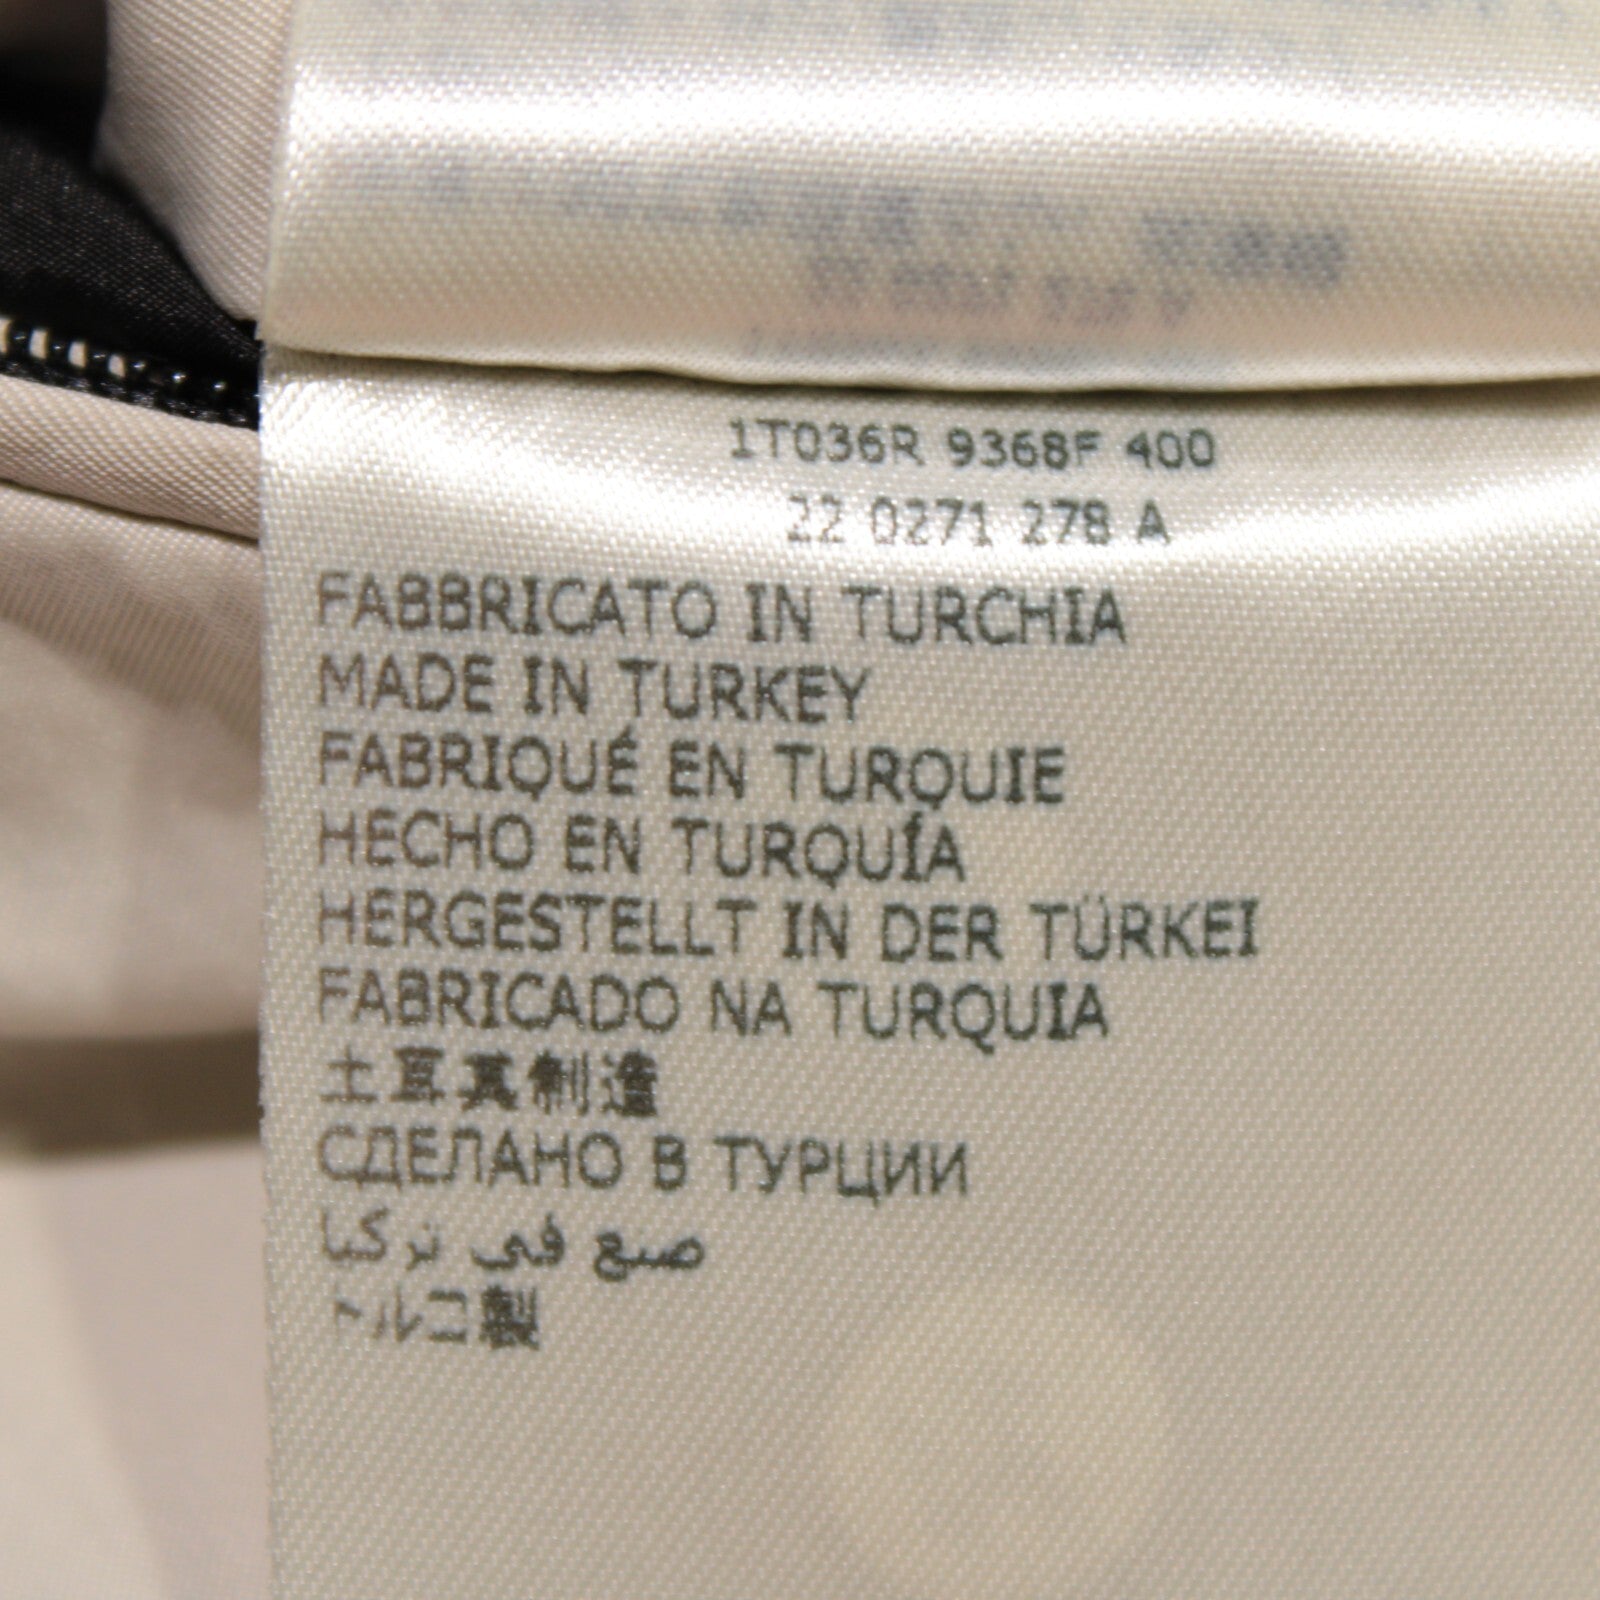 1T036R 9368F 400
22 0271 278 A
FABBRICATO IN TURCHIA
MADE IN TURKEY
FABRIQUÉ EN TURQUIE
HECHO EN TURQUÍA
HERGESTELLT IN DER TÜRKEI
FABRICADO NA TURQUIA
土耳其制造
СДЕЛАНО В ТУРЦИИ
صنع في تركيا
トルコ製